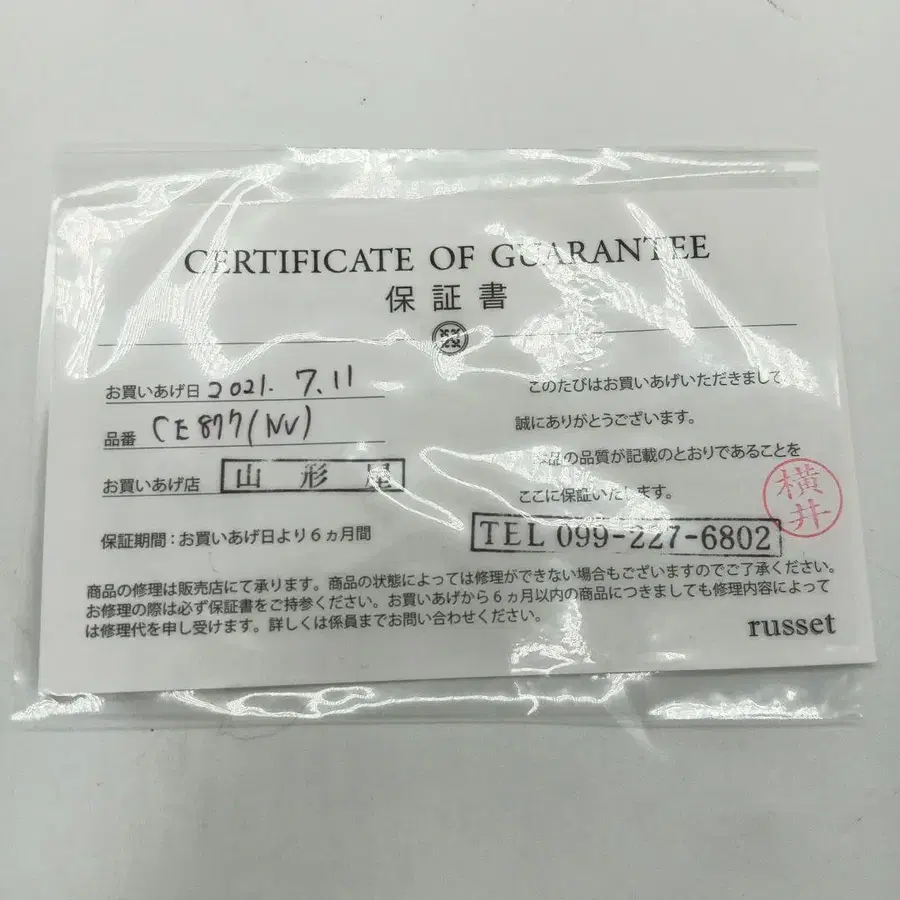 CERTIFICATE OF GUARANTEE
保証書
お買いあげ日 2021. 7.11
品番 CE877(NV)
お買いあげ店 山形屋
保証期間:お買いあげ日より6ヵ月間
このたびはお買いあげいただきまして
誠にありがとうございます。
品の品質が記載のとおりであることを
ここに保証いたします。
横井
TEL 099-227-6802
商品の修理は販売店にて承ります。商品の状態によっては修理ができない場合もございますのでご了承ください。
お修理の際は必ず保証書をご持参ください。お買いあげから6ヵ月以内の商品につきましても修理内容によって
は修理代を申し受けます。詳しくは係員までお問い合わせください。
russet